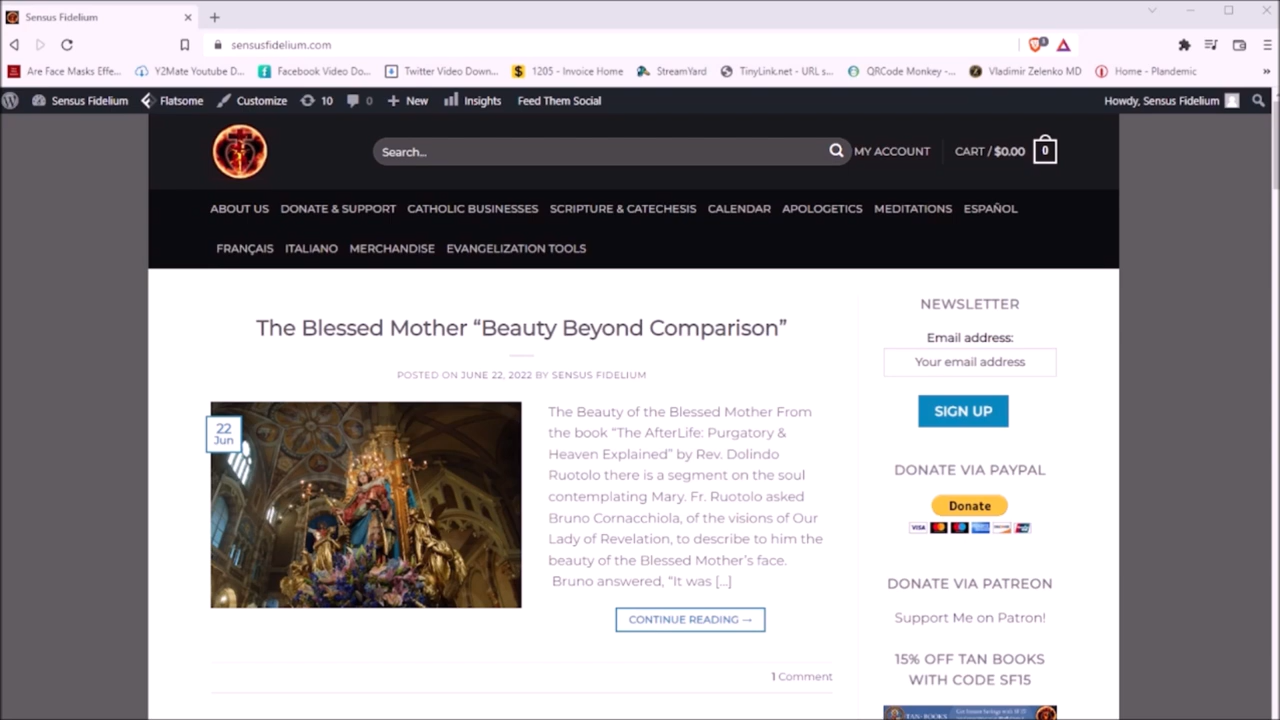 Sensus Fidelium
sensusfidelium.com
3
Are Face Masks Effe...
Y2Mate Youtube D...
Facebook Video Do...
Twitter Video Down...
1205 - Invoice Home
StreamYard
TinyLink.net - URL s...
QRCode Monkey -...
Vladimir Zelenko MD
Home - Plandemic
»
Sensus Fidelium
Flatsome
Customize
10
0
New
Insights
Feed Them Social
Howdy, Sensus Fidelium
Search...
MY ACCOUNT
CART / $0.00
0
ABOUT US DONATE & SUPPORT CATHOLIC BUSINESSES SCRIPTURE & CATECHESIS CALENDAR APOLOGETICS MEDITATIONS ESPAÑOL
FRANÇAIS ITALIANO MERCHANDISE EVANGELIZATION TOOLS
The Blessed Mother “Beauty Beyond Comparison”
POSTED ON JUNE 22, 2022 BY SENSUS FIDELIUM
22
Jun
The Beauty of the Blessed Mother From
the book “The AfterLife: Purgatory &
Heaven Explained” by Rev. Dolindo
Ruotolo there is a segment on the soul
contemplating Mary. Fr. Ruotolo asked
Bruno Cornacchiola, of the visions of Our
Lady of Revelation, to describe to him the
beauty of the Blessed Mother’s face.
Bruno answered, “It was [...]
CONTINUE READING →
1 Comment
NEWSLETTER
Email address:
Your email address
SIGN UP
DONATE VIA PAYPAL
Donate
VISA
DONATE VIA PATREON
Support Me on Patron!
15% OFF TAN BOOKS
WITH CODE SF15
TAN·BOOKS